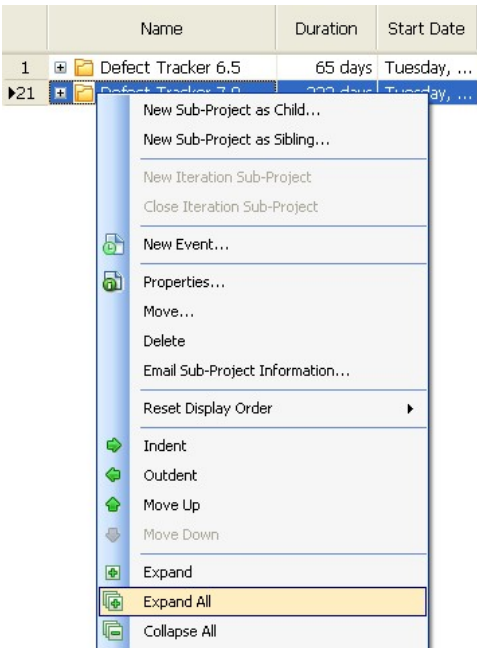 Name Duration Start Date
1 Defect Tracker 6.5 65 days Tuesday, ...
21 Tuesday, ...
New Sub-Project as Child...
New Sub-Project as Sibling...
New Iteration Sub-Project
Close Iteration Sub-Project
New Event...
Properties...
Move...
Delete
Email Sub-Project Information...
Reset Display Order
Indent
Outdent
Move Up
Move Down
Expand
Expand All
Collapse All